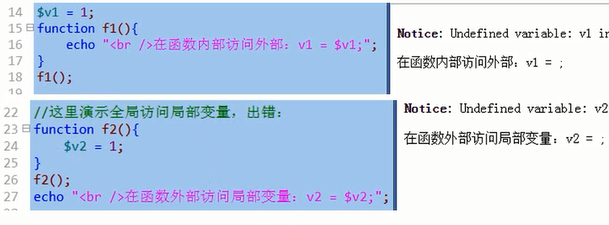 14 $v1 = 1;
15 function f1(){
16 echo "<br />在函数内部访问外部：v1 = $v1;";
17 }
18 f1();
Notice: Undefined variable: v1 in
在函数内部访问外部：v1 = ;
22 //这里演示全局访问局部变量，出错：
23 function f2(){
24 $v2 = 1;
25 }
26 f2();
27 echo "<br />在函数外部访问局部变量：v2 = $v2;";
Notice: Undefined variable: v2
在函数外部访问局部变量：v2 = ;